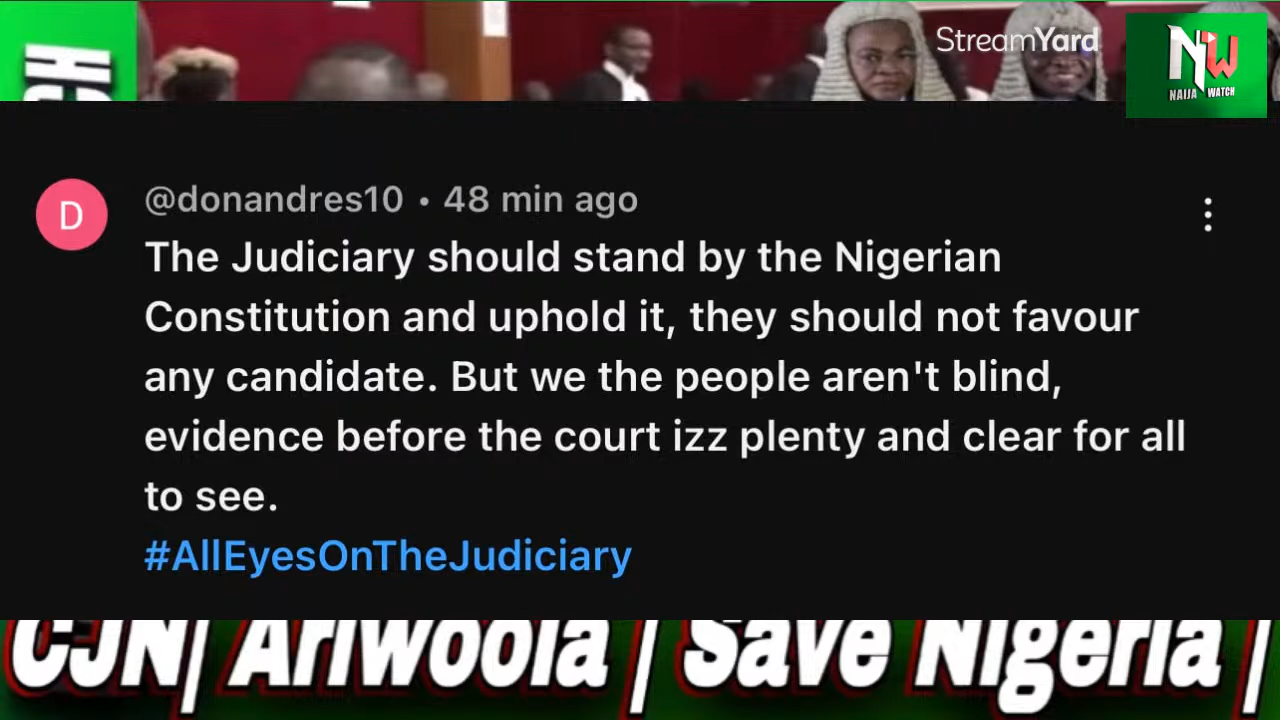 StreamYard
NW
NAIJA WATCH
D
@donandres10 • 48 min ago
The Judiciary should stand by the Nigerian
Constitution and uphold it, they should not favour
any candidate. But we the people aren't blind,
evidence before the court izz plenty and clear for all
to see.
#AllEyesOnTheJudiciary
CJN| Ariwoola | Save Nigeria |